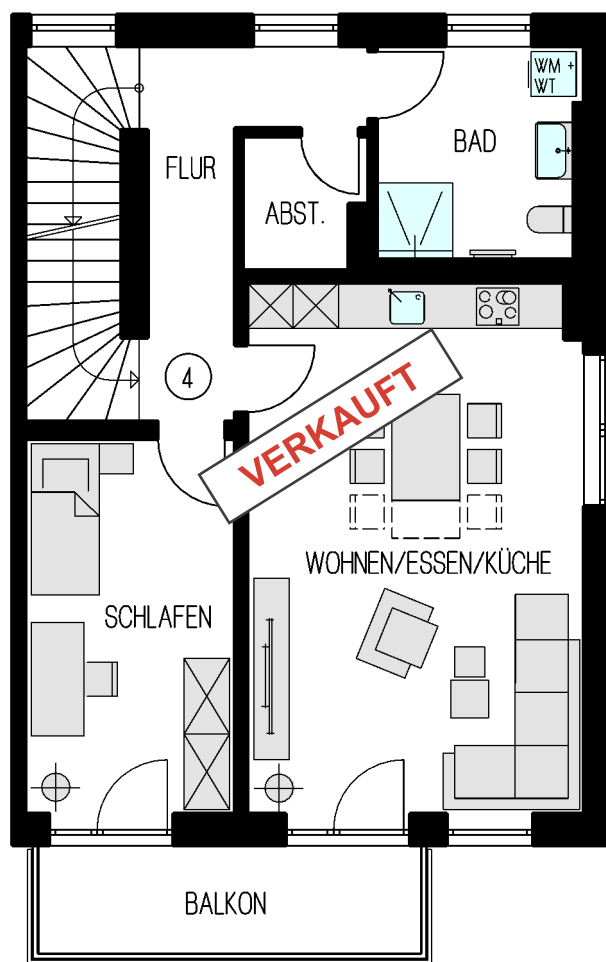 WM +
WT
BAD
FLUR
ABST.
4
VERKAUFT
WOHNEN/ESSEN/KÜCHE
SCHLAFEN
BALKON